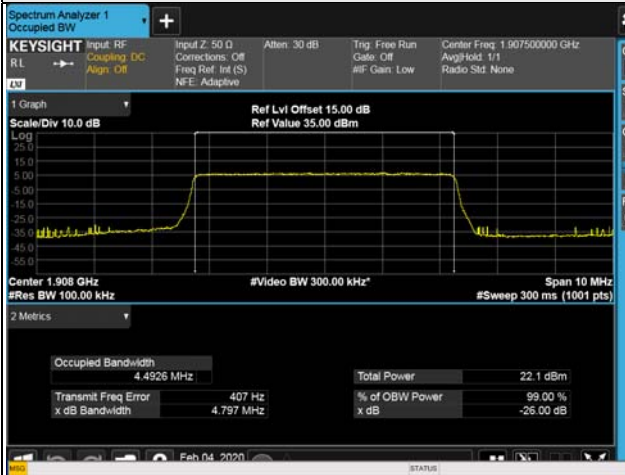 Spectrum Analyzer 1
Occupied BW
KEYSIGHT
RL
LXI
Input: RF
Coupling: DC
Align: Off
Input Z: 50 Ω
Corrections: Off
Freq Ref: Int (S)
NFE: Adaptive
Atten: 30 dB
Trig: Free Run
Gate: Off
#IF Gain: Low
Center Freq: 1.907500000 GHz
Avg|Hold: 1/1
Radio Std: None
1 Graph
Scale/Div 10.0 dB
Ref Lvl Offset 15.00 dB
Ref Value 35.00 dBm
Log
25.0
15.0
5.00
-5.00
-15.0
-25.0
-35.0
-45.0
-55.0
Center 1.908 GHz
#Video BW 300.00 kHz*
Span 10 MHz
#Res BW 100.00 kHz
#Sweep 300 ms (1001 pts)
2 Metrics
Occupied Bandwidth
4.4926 MHz
Total Power 22.1 dBm
Transmit Freq Error 407 Hz
% of OBW Power 99.00 %
x dB Bandwidth 4.797 MHz
x dB -26.00 dB
Feb 04, 2020
MSG
STATUS